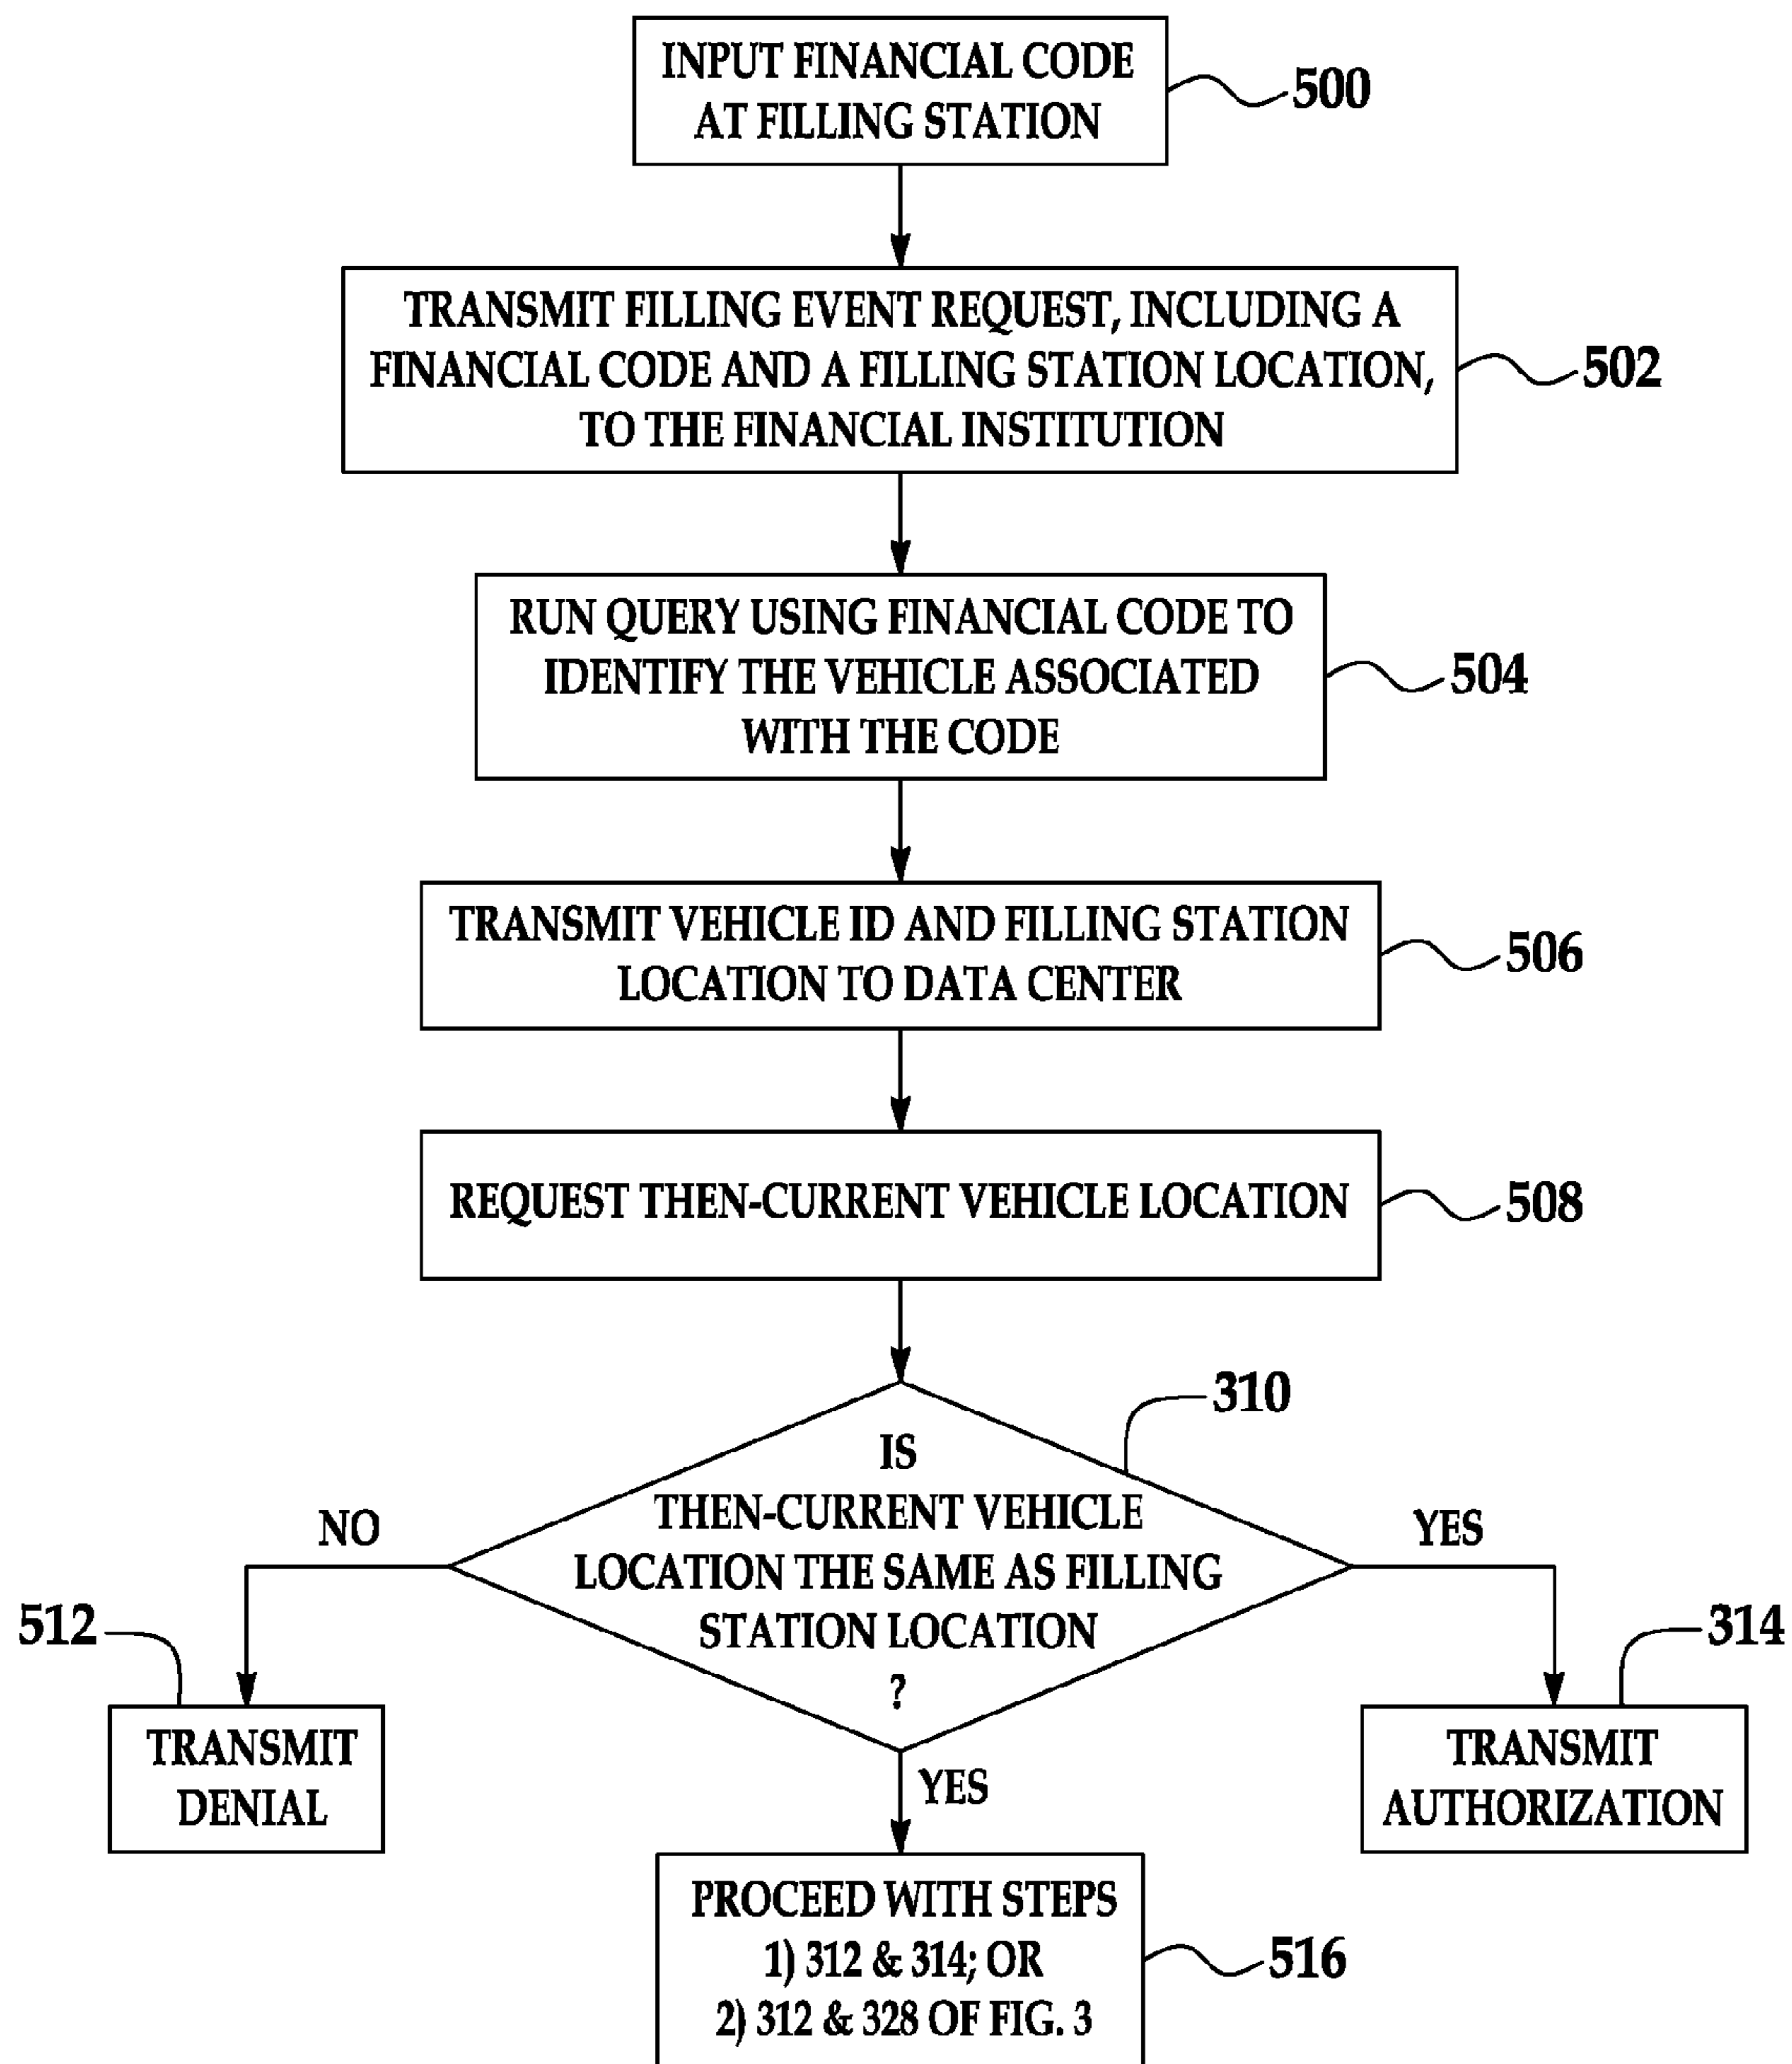 INPUT FINANCIAL CODE
AT FILLING STATION
500
TRANSMIT FILLING EVENT REQUEST, INCLUDING A
FINANCIAL CODE AND A FILLING STATION LOCATION,
TO THE FINANCIAL INSTITUTION
502
RUN QUERY USING FINANCIAL CODE TO
IDENTIFY THE VEHICLE ASSOCIATED
WITH THE CODE
504
TRANSMIT VEHICLE ID AND FILLING STATION
LOCATION TO DATA CENTER
506
REQUEST THEN-CURRENT VEHICLE LOCATION
508
310
IS
THEN-CURRENT VEHICLE
LOCATION THE SAME AS FILLING
STATION LOCATION
?
NO
YES
512
314
TRANSMIT
DENIAL
TRANSMIT
AUTHORIZATION
YES
PROCEED WITH STEPS
1) 312 & 314; OR
2) 312 & 328 OF FIG. 3
516